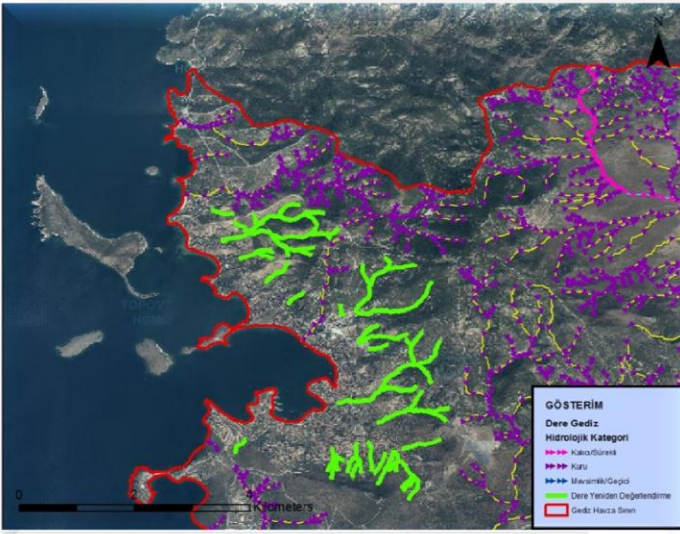 N
GÖSTERİM
Dere Gediz
Hidrolojik Kategori
Kalıcı/Sürekli
Kuru
Mevsimlik/Geçici
Dere Yeniden Değerlendirme
Gediz Havza Sınırı
0 2 4
Kilometers